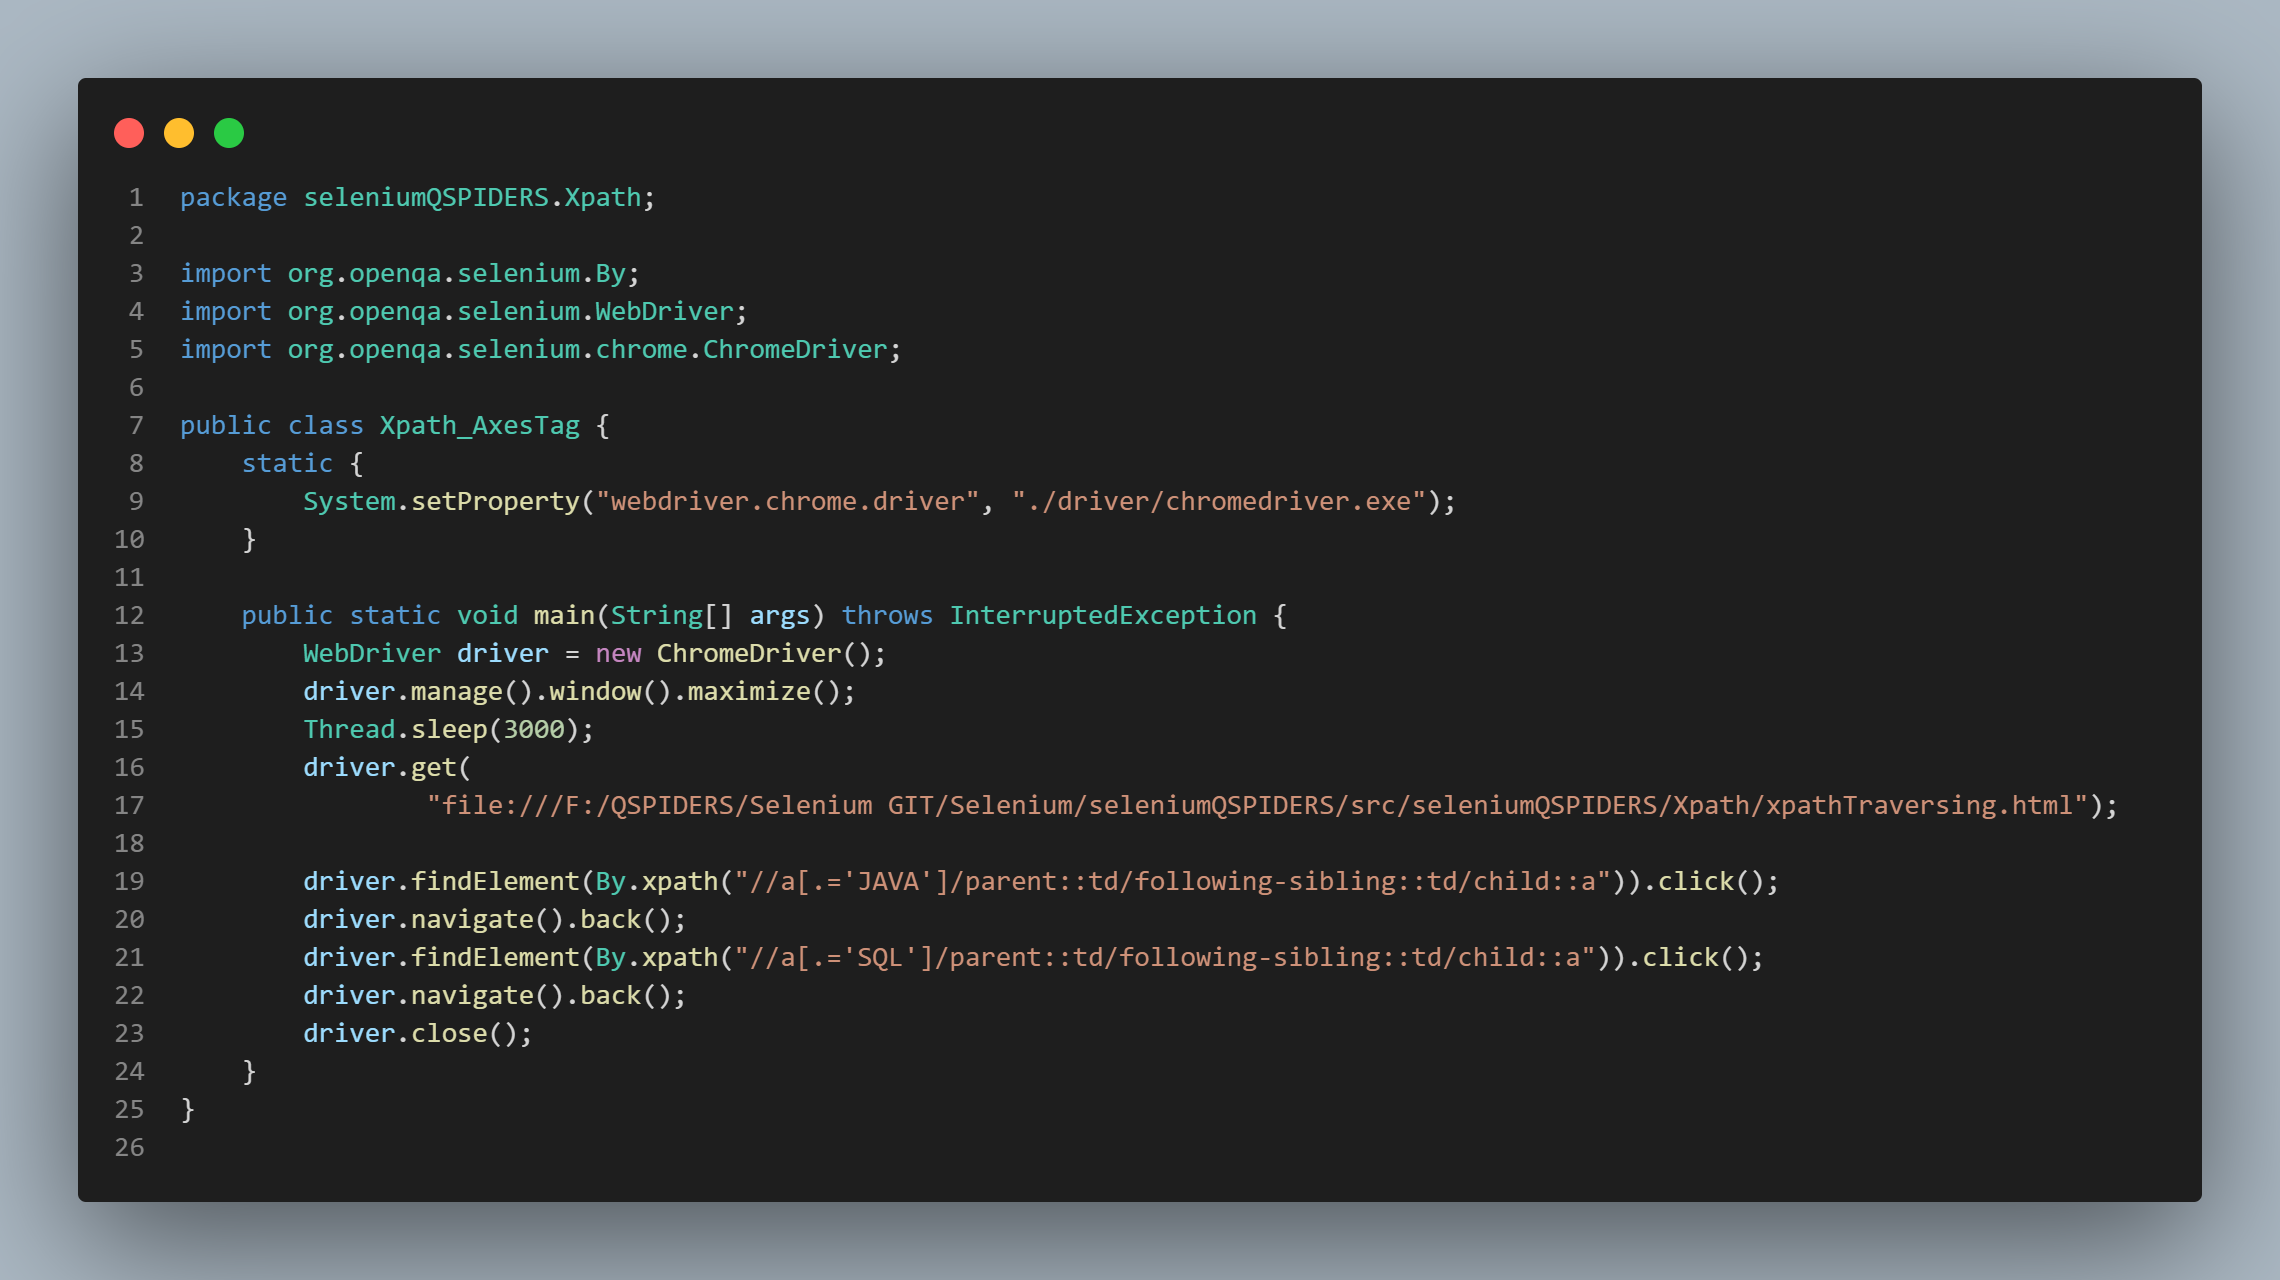 1 package seleniumQSPIDERS.Xpath;
2
3 import org.openqa.selenium.By;
4 import org.openqa.selenium.WebDriver;
5 import org.openqa.selenium.chrome.ChromeDriver;
6
7 public class Xpath_AxesTag {
8     static {
9         System.setProperty("webdriver.chrome.driver", "./driver/chromedriver.exe");
10     }
11
12     public static void main(String[] args) throws InterruptedException {
13         WebDriver driver = new ChromeDriver();
14         driver.manage().window().maximize();
15         Thread.sleep(3000);
16         driver.get(
17                 "file:///F:/QSPIDERS/Selenium GIT/Selenium/seleniumQSPIDERS/src/seleniumQSPIDERS/Xpath/xpathTraversing.html");
18
19         driver.findElement(By.xpath("//a[.='JAVA']/parent::td/following-sibling::td/child::a")).click();
20         driver.navigate().back();
21         driver.findElement(By.xpath("//a[.='SQL']/parent::td/following-sibling::td/child::a")).click();
22         driver.navigate().back();
23         driver.close();
24     }
25 }
26